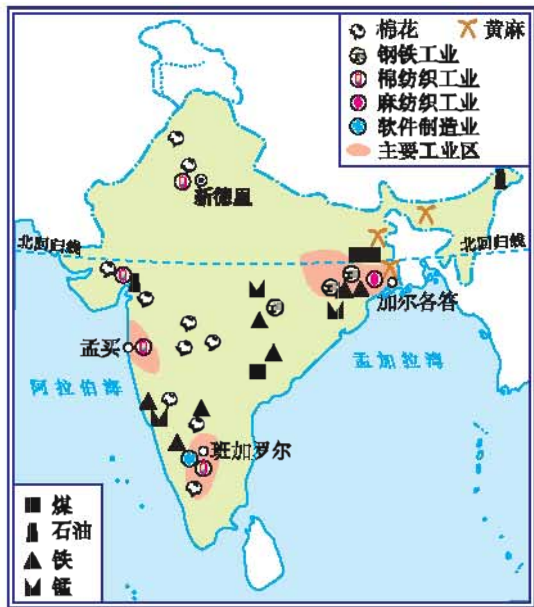 棉花 黄麻
钢铁工业
棉纺织工业
麻纺织工业
软件制造业
主要工业区
新德里
北回归线
北回归线
加尔各答
孟买
孟加拉湾
阿拉伯海
班加罗尔
煤
石油
铁
锰